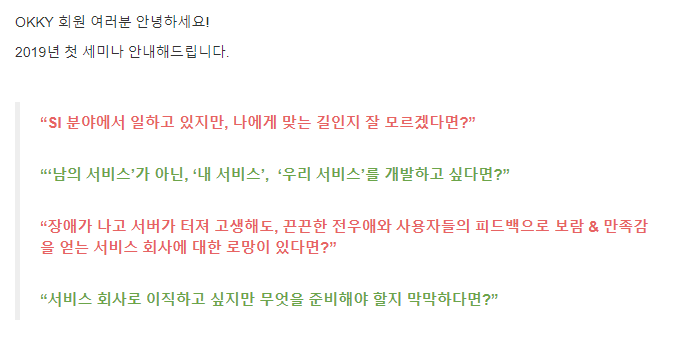 OKKY 회원 여러분 안녕하세요!
2019년 첫 세미나 안내해드립니다.
“SI 분야에서 일하고 있지만, 나에게 맞는 길인지 잘 모르겠다면?”
“‘남의 서비스’가 아닌, ‘내 서비스’, ‘우리 서비스’를 개발하고 싶다면?”
“장애가 나고 서버가 터져 고생해도, 끈끈한 전우애와 사용자들의 피드백으로 보람 & 만족감
을 얻는 서비스 회사에 대한 로망이 있다면?”
“서비스 회사로 이직하고 싶지만 무엇을 준비해야 할지 막막하다면?”